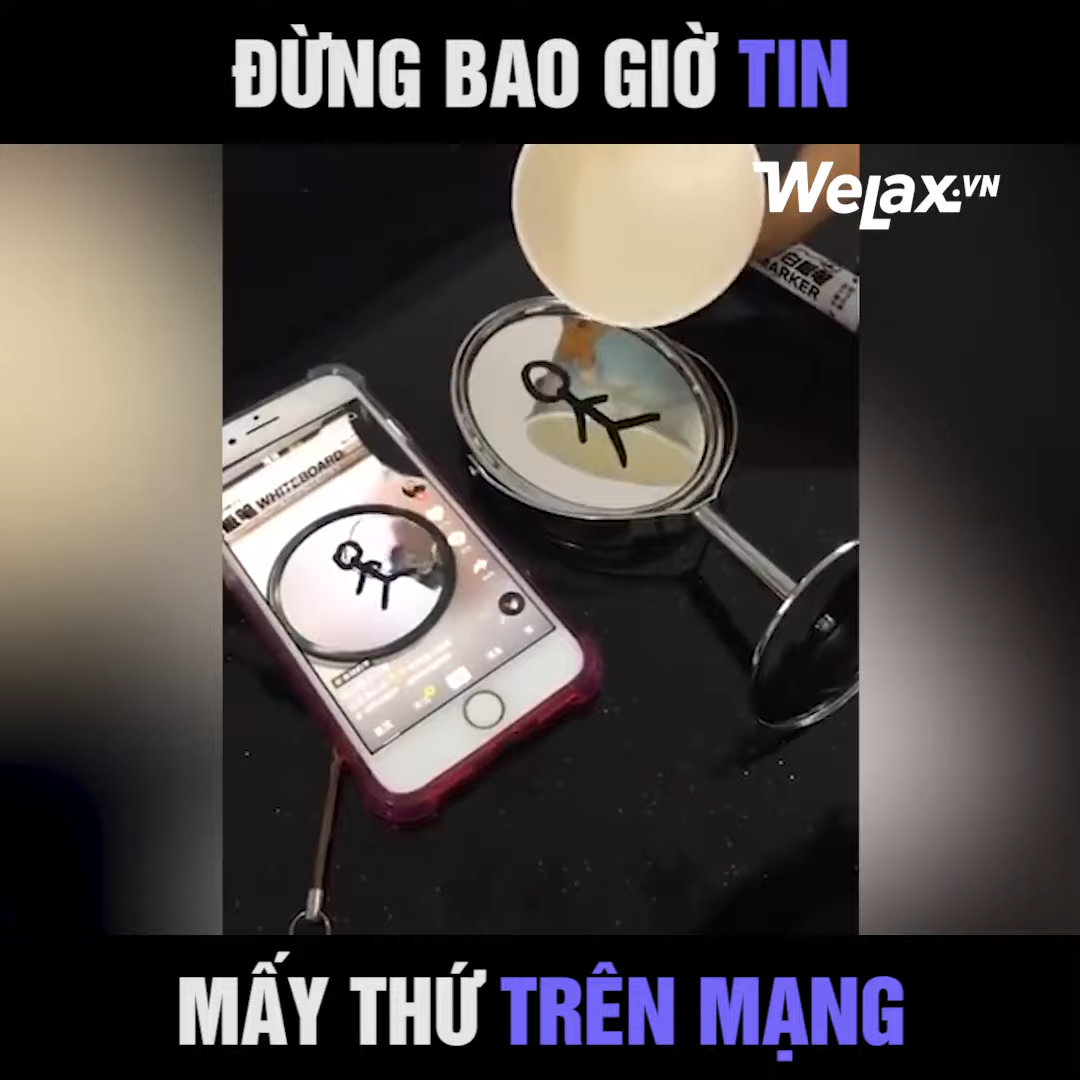 ĐỪNG BAO GIỜ TIN
WeLax.VN
MARKER
WHITEBOARD
MẤY THỨ TRÊN MẠNG